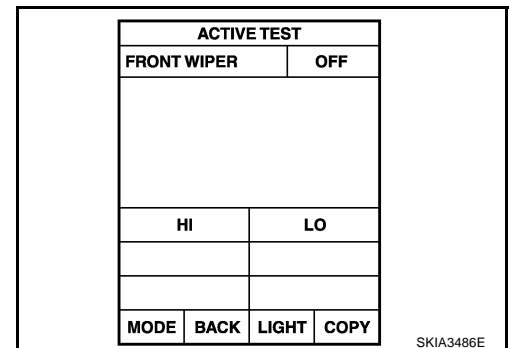 ACTIVE TEST
FRONT WIPER OFF
HI LO
MODE BACK LIGHT COPY
SKIA3486E